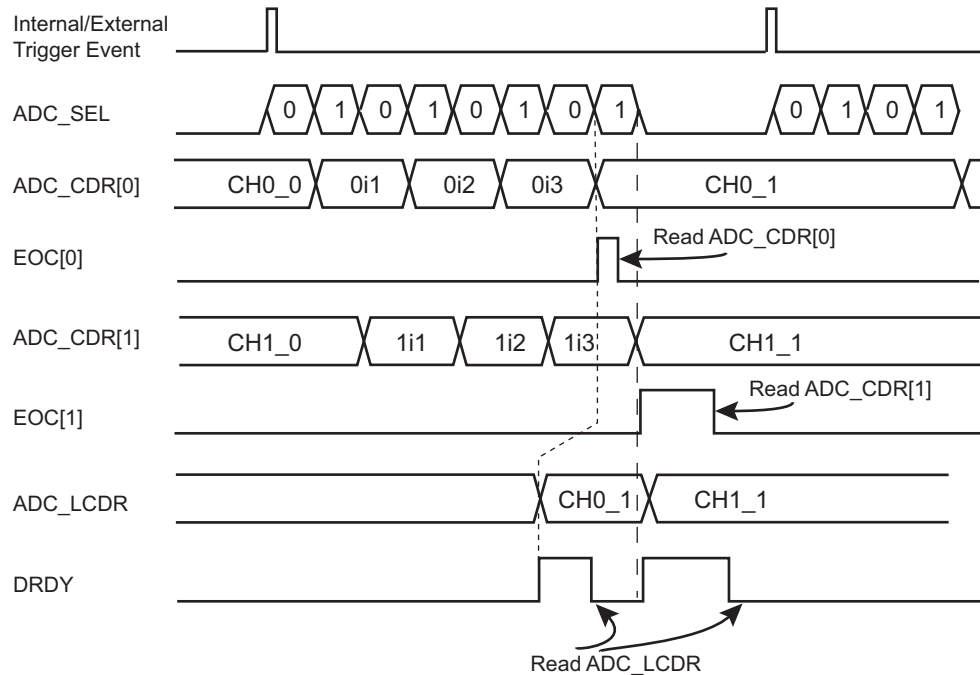 Internal/External
Trigger Event
ADC_SEL
0 1 0 1 0 1 0 1 0 1 0 1
ADC_CDR[0]
CH0_0 0i1 0i2 0i3 CH0_1
EOC[0]
Read ADC_CDR[0]
ADC_CDR[1]
CH1_0 1i1 1i2 1i3 CH1_1
EOC[1]
Read ADC_CDR[1]
ADC_LCDR
CH0_1 CH1_1
DRDY
Read ADC_LCDR